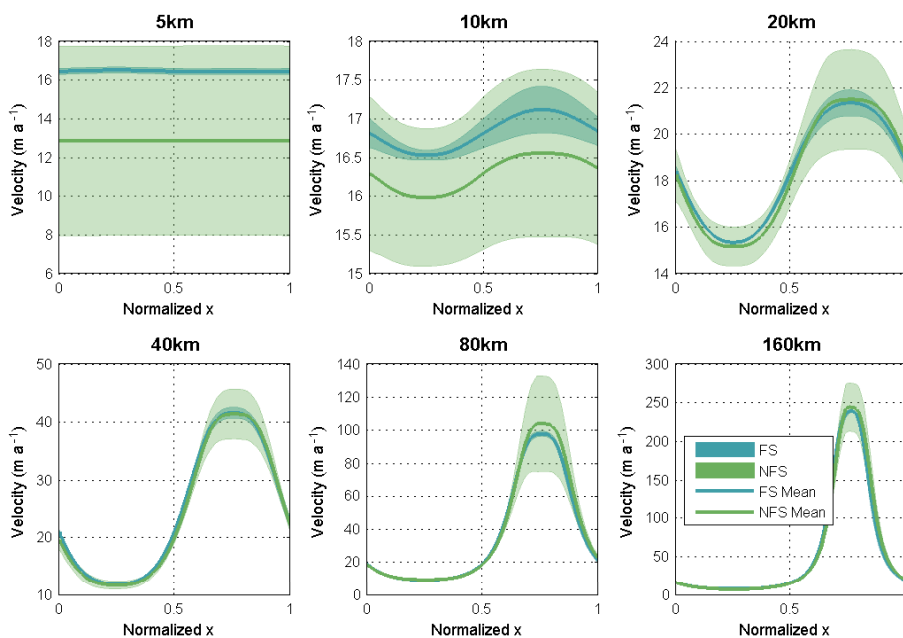 5km
10km
20km
18
16
14
12
10
8
6
Velocity (m a⁻¹)
0
0.5
1
Normalized x
18
17.5
17
16.5
16
15.5
15
Velocity (m a⁻¹)
0
0.5
1
Normalized x
24
22
20
18
16
14
Velocity (m a⁻¹)
0
0.5
Normalized x
40km
80km
160km
50
40
30
20
10
Velocity (m a⁻¹)
0
0.5
1
Normalized x
140
120
100
80
60
40
20
0
Velocity (m a⁻¹)
0
0.5
1
Normalized x
300
250
200
150
100
50
0
Velocity (m a⁻¹)
0
0.5
Normalized x
FS
NFS
FS Mean
NFS Mean